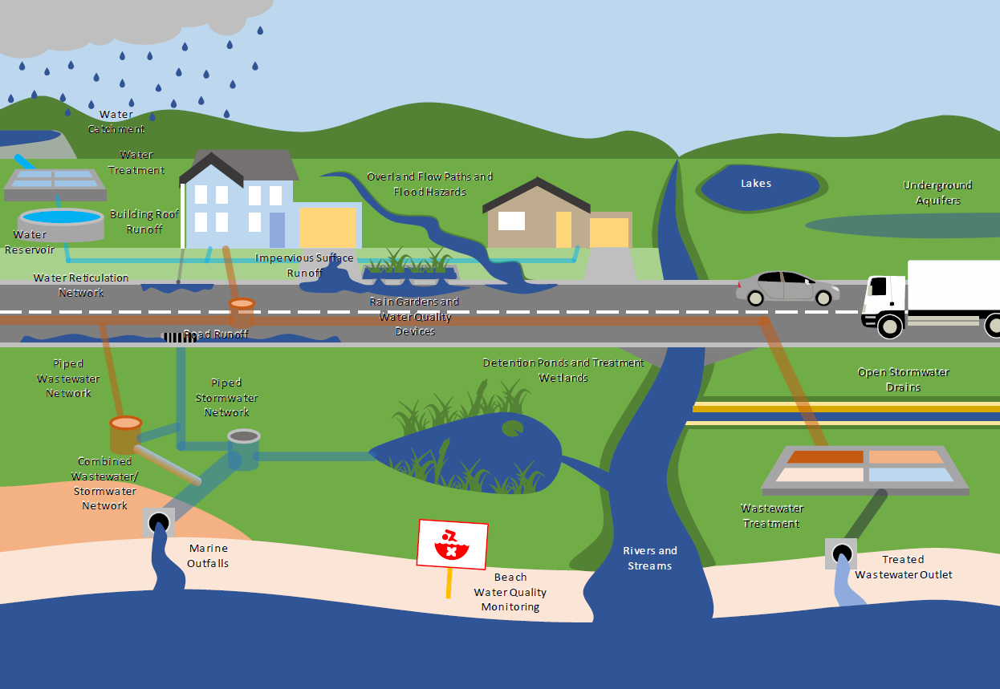 Water
Catchment
Water
Treatment
Overland Flow Paths and
Flood Hazards
Lakes
Underground
Aquifers
Building Roof
Runoff
Water
Reservoir
Impervious Surface
Runoff
Water Reticulation
Network
Rain Gardens and
Water Quality
Devices
Road Runoff
Piped
Wastewater
Network
Piped
Stormwater
Network
Detention Ponds and Treatment
Wetlands
Open Stormwater
Drains
Combined
Wastewater/
Stormwater
Network
Wastewater
Treatment
Marine
Outfalls
Rivers and
Streams
Treated
Wastewater Outlet
Beach
Water Quality
Monitoring